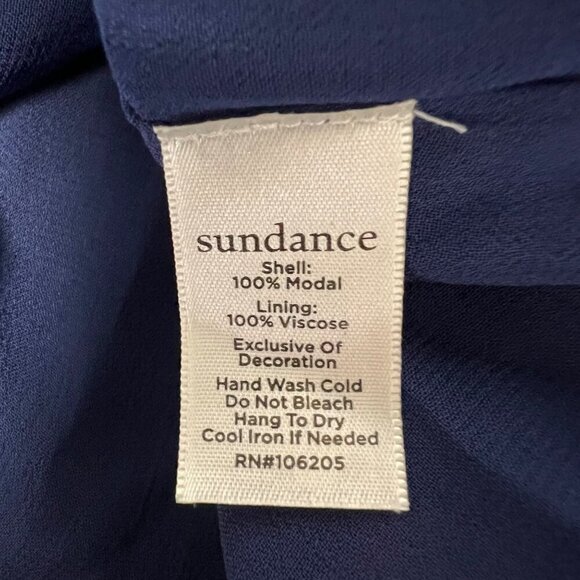 sundance
Shell:
100% Modal
Lining:
100% Viscose
Exclusive Of
Decoration
Hand Wash Cold
Do Not Bleach
Hang To Dry
Cool Iron If Needed
RN#106205